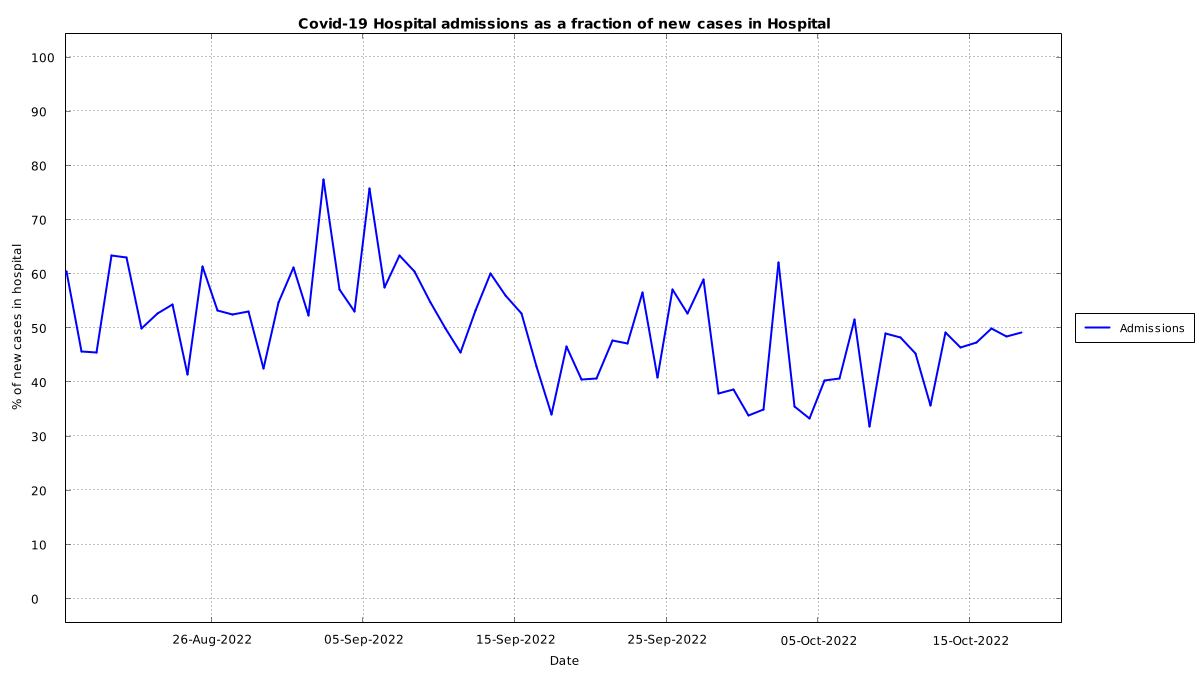 Covid-19 Hospital admissions as a fraction of new cases in Hospital
100
90
80
70
60
50
40
30
20
10
0
% of new cases in hospital
26-Aug-2022
05-Sep-2022
15-Sep-2022
25-Sep-2022
05-Oct-2022
15-Oct-2022
Date
Admissions